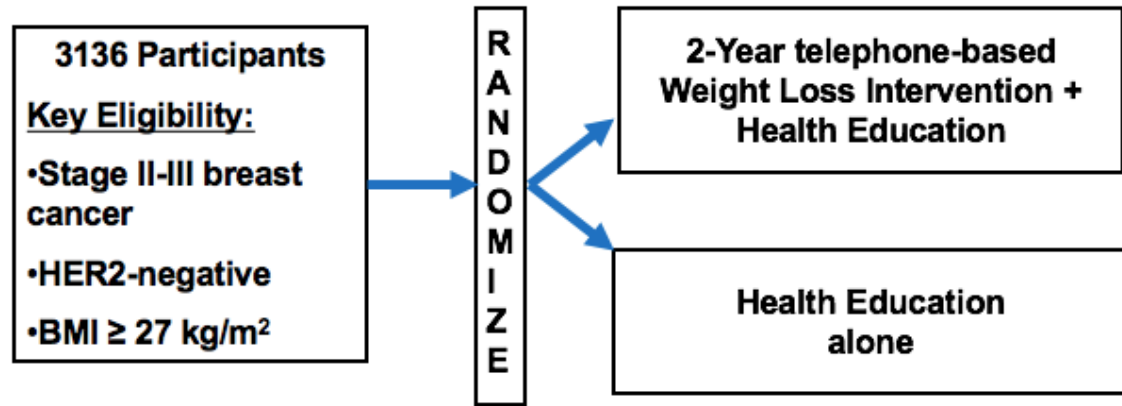 3136 Participants
Key Eligibility:
•Stage II-III breast
cancer
•HER2-negative
•BMI ≥ 27 kg/m²
R
A
N
D
O
M
I
Z
E
2-Year telephone-based
Weight Loss Intervention +
Health Education
Health Education
alone